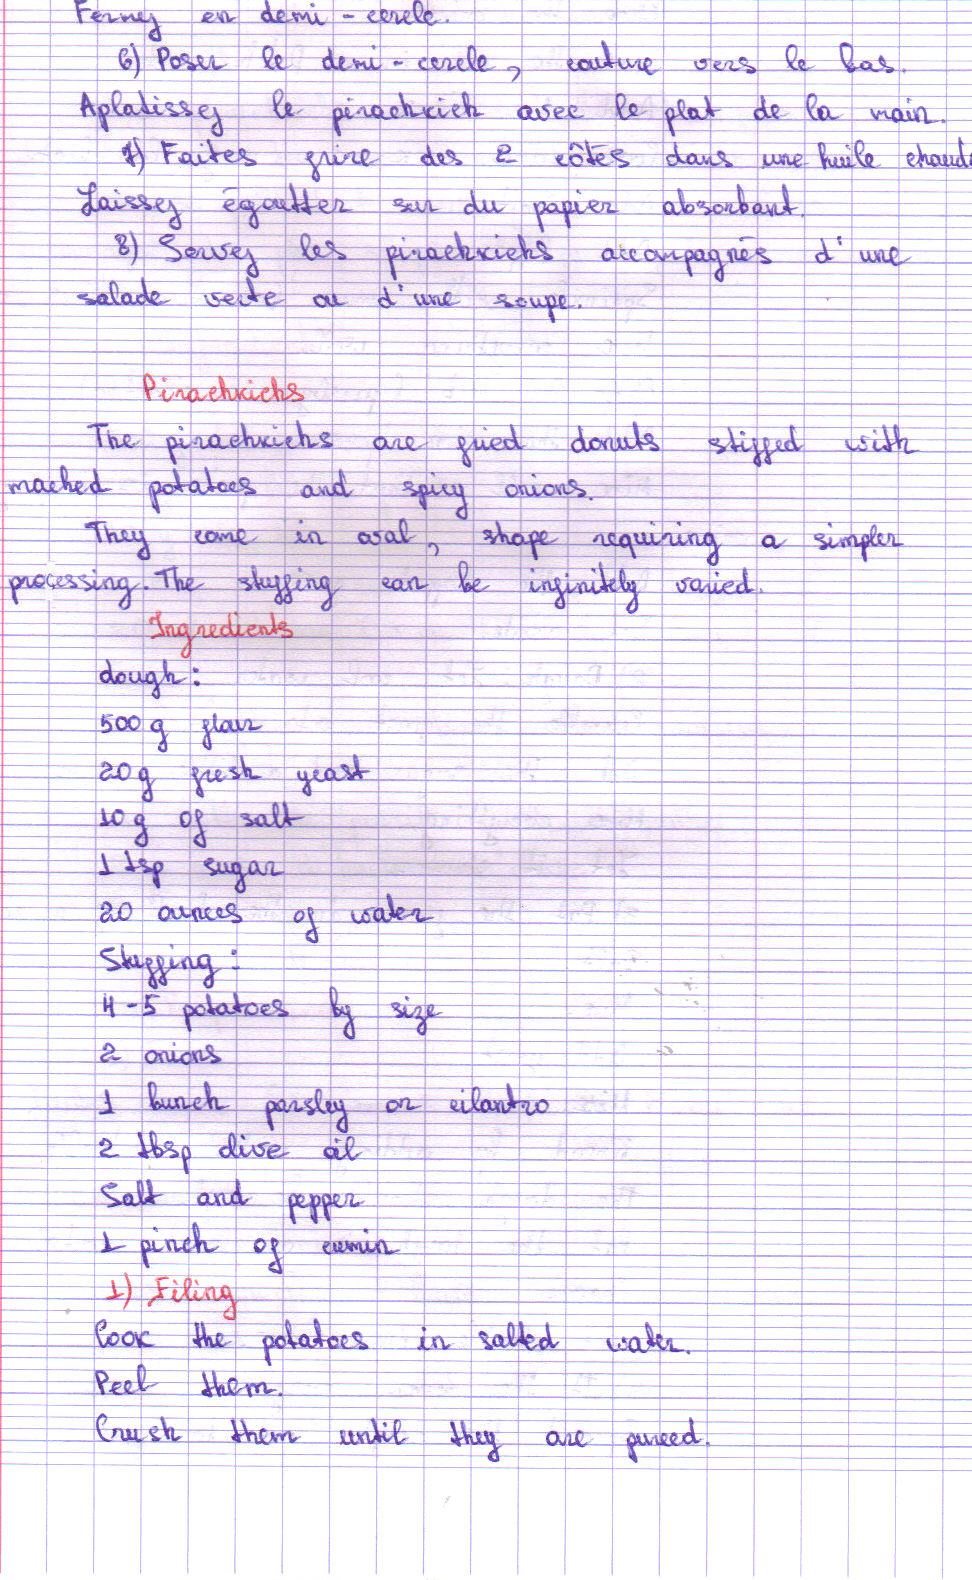 Fermez en demi-cercle.
6) Poser le demi-cercle, couture vers le bas.
Aplatissez le pirachkich avec le plat de la main.
7) Faites frire des 2 côtés dans une huile chaude
Laissez égoutter sur du papier absorbant.
8) Servez les pirachkichs accompagnés d'une
salade verte ou d'une soupe.
Pirachkichs
The pirachkichs are fried donuts stiffed with
mached potatoes and spicy onions.
They come in oval, shape requiring a simpler
processing. The stuffing can be infinitely varied.
Ingredients
dough:
500 g flour
20 g fresh yeast
10 g of salt
1 tsp sugar
20 ounces of water
Stuffing:
4-5 potatoes by size
2 onions
1 bunch parsley or cilantro
2 tbsp olive oil
Salt and pepper
1 pinch of cumin
1) Filing
Cook the potatoes in salted water.
Peel them.
Crush them until they are pureed.